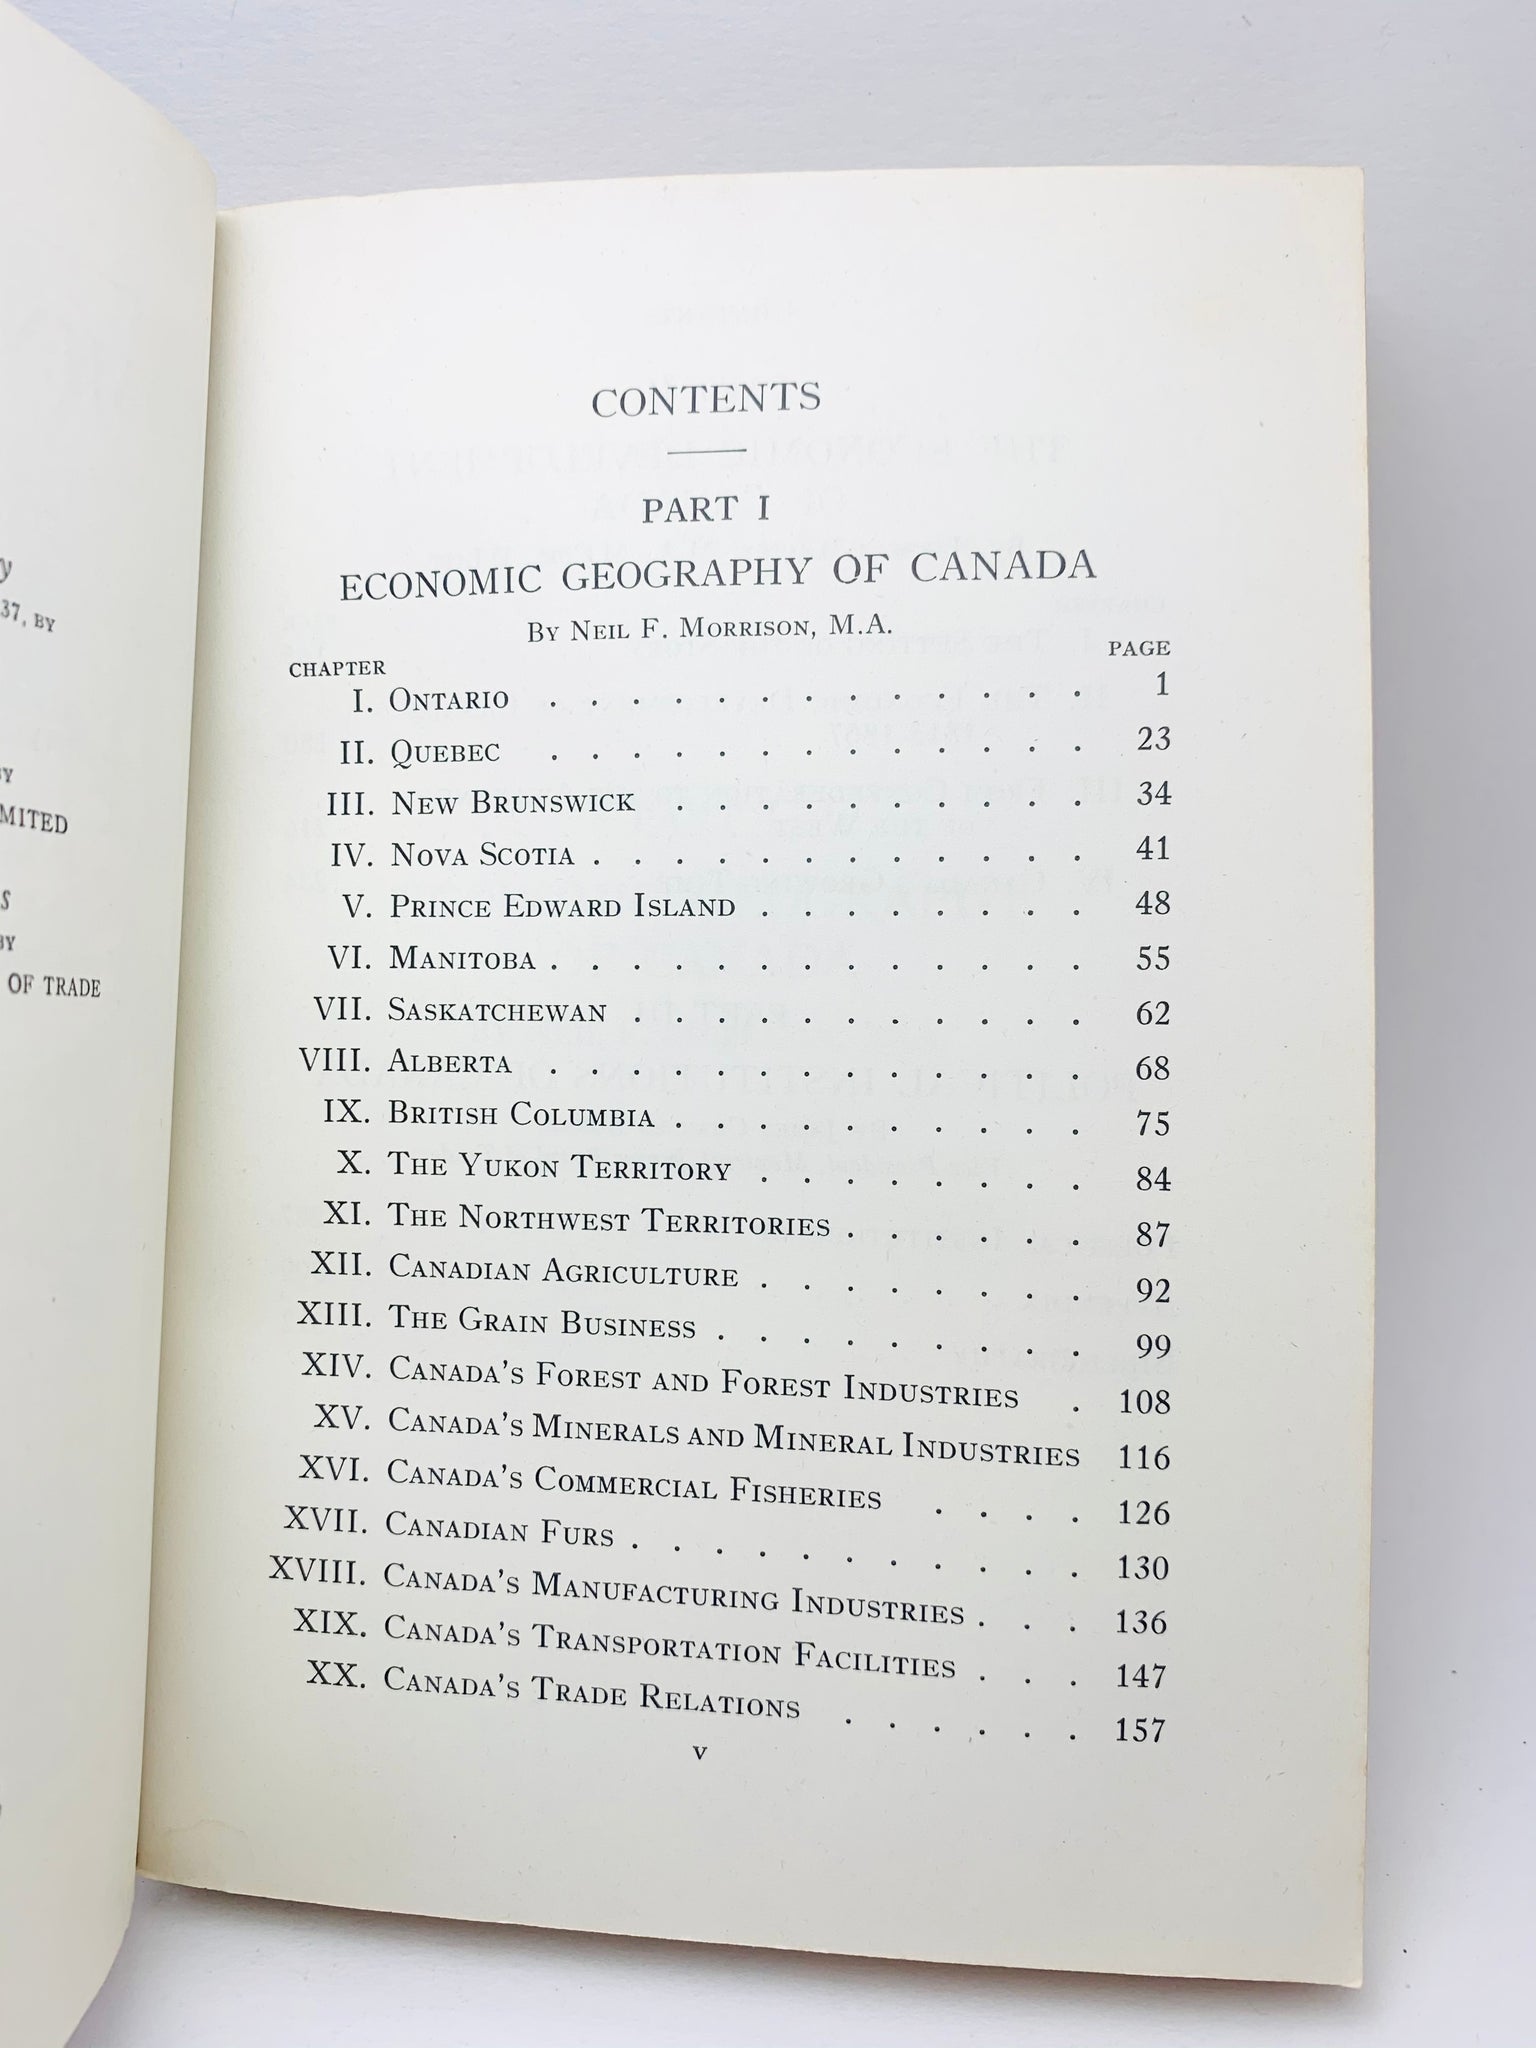 y
37, BY
BY
MITED
S
BY
OF TRADE
CONTENTS
PART I
ECONOMIC GEOGRAPHY OF CANADA
BY NEIL F. MORRISON, M.A.
CHAPTER PAGE
I. ONTARIO . . . . . . . . . . . . . 1
II. QUEBEC . . . . . . . . . . . . . 23
III. NEW BRUNSWICK . . . . . . . . . . 34
IV. NOVA SCOTIA . . . . . . . . . . . . 41
V. PRINCE EDWARD ISLAND . . . . . . . . 48
VI. MANITOBA . . . . . . . . . . . . . 55
VII. SASKATCHEWAN . . . . . . . . . . . 62
VIII. ALBERTA . . . . . . . . . . . . . 68
IX. BRITISH COLUMBIA . . . . . . . . . . 75
X. THE YUKON TERRITORY . . . . . . . . 84
XI. THE NORTHWEST TERRITORIES . . . . . . 87
XII. CANADIAN AGRICULTURE . . . . . . . . 92
XIII. THE GRAIN BUSINESS . . . . . . . . . 99
XIV. CANADA'S FOREST AND FOREST INDUSTRIES . 108
XV. CANADA'S MINERALS AND MINERAL INDUSTRIES 116
XVI. CANADA'S COMMERCIAL FISHERIES . . . . 126
XVII. CANADIAN FURS . . . . . . . . . . . 130
XVIII. CANADA'S MANUFACTURING INDUSTRIES . . . 136
XIX. CANADA'S TRANSPORTATION FACILITIES . . . 147
XX. CANADA'S TRADE RELATIONS . . . . . . 157
v